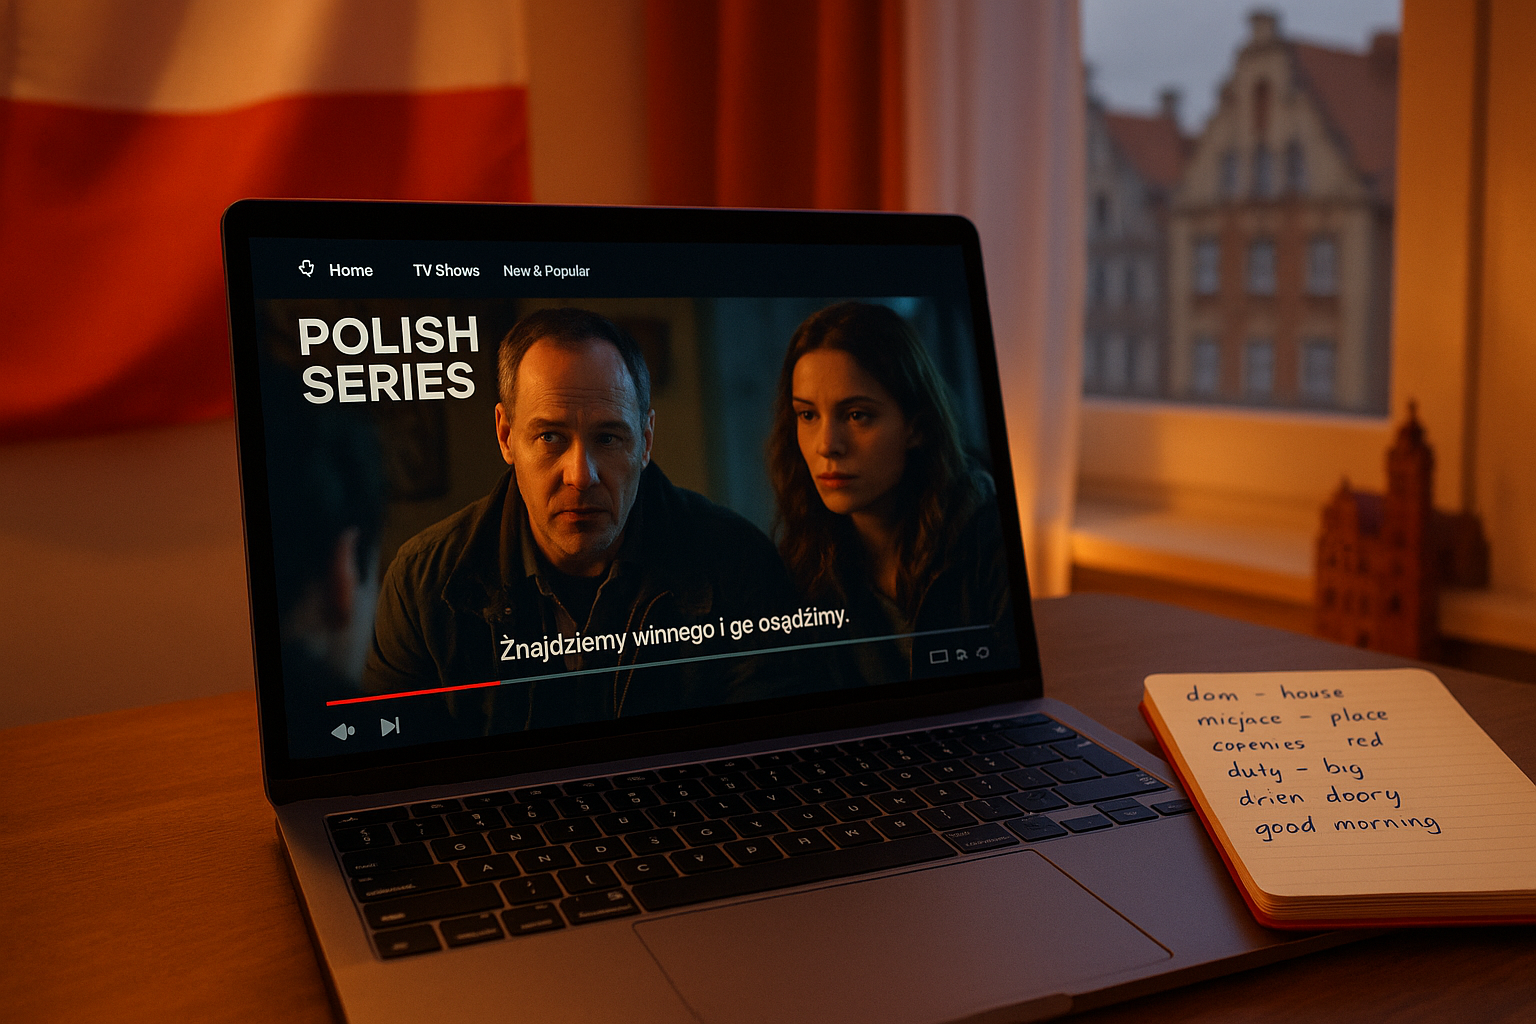 Home TV Shows New & Popular
POLISH
SERIES
Żnajdziemy winnego i ge osądźimy.
dom - house
micjace - place
copenies red
duty - big
drien doory
good morning